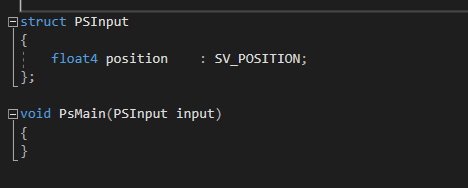 struct PSInput
{
    float4 position    : SV_POSITION;
};
void PsMain(PSInput input)
{
}